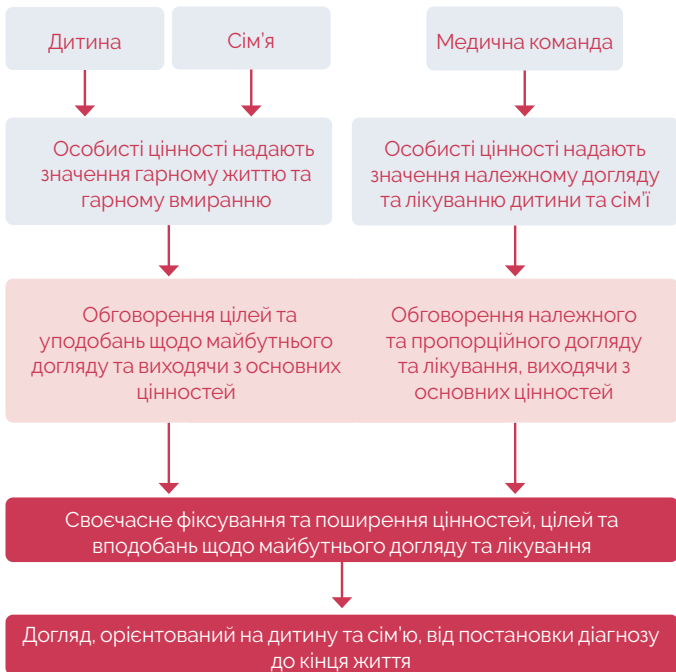 Дитина
Сім’я
Медична команда
Особисті цінності надають
значення гарному життю та
гарному вмиранню
Особисті цінності надають
значення належному догляду
та лікуванню дитини та сім’ї
Обговорення цілей та
уподобань щодо майбутнього
догляду та виходячи з основних
цінностей
Обговорення належного
та пропорційного догляду
та лікування, виходячи з
основних цінностей
Своєчасне фіксування та поширення цінностей, цілей та
вподобань щодо майбутнього догляду та лікування
Догляд, орієнтований на дитину та сім’ю, від постановки діагнозу
до кінця життя